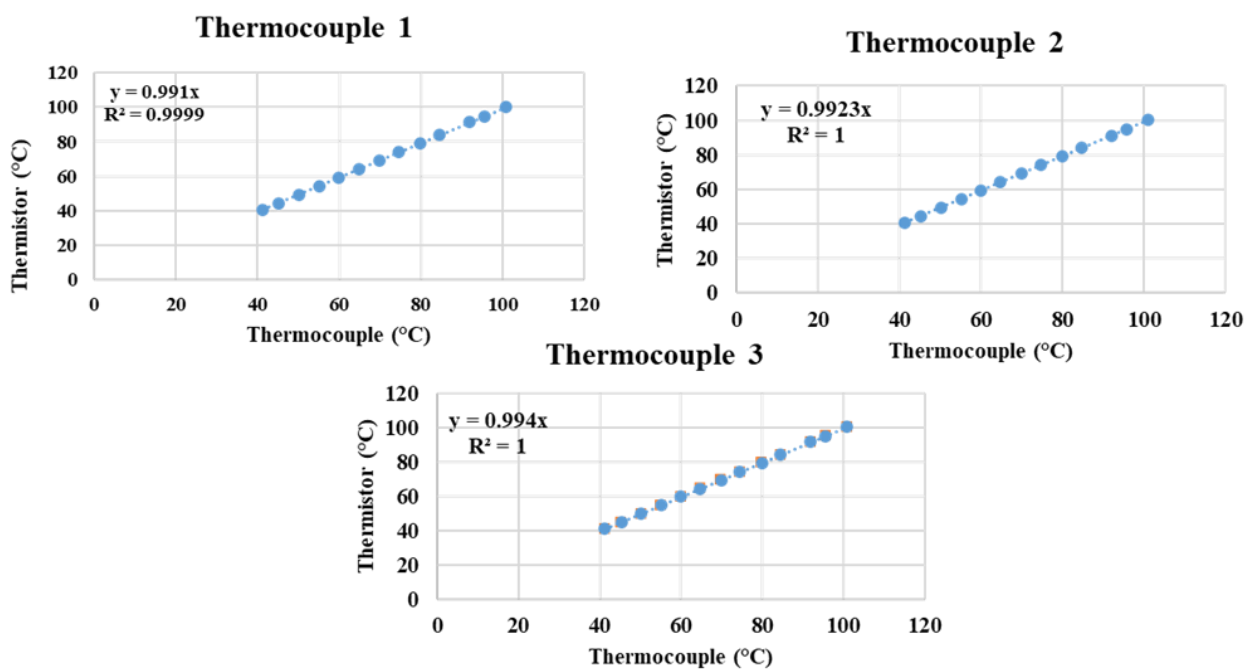 Thermocouple 1
y = 0.991x
R² = 0.9999
120
100
80
60
40
20
0
0 20 40 60 80 100 120
Thermistor (°C)
Thermocouple (°C)
Thermocouple 2
y = 0.9923x
R² = 1
120
100
80
60
40
20
0
0 20 40 60 80 100 120
Thermistor (°C)
Thermocouple (°C)
Thermocouple 3
y = 0.994x
R² = 1
120
100
80
60
40
20
0
0 20 40 60 80 100 120
Thermistor (°C)
Thermocouple (°C)